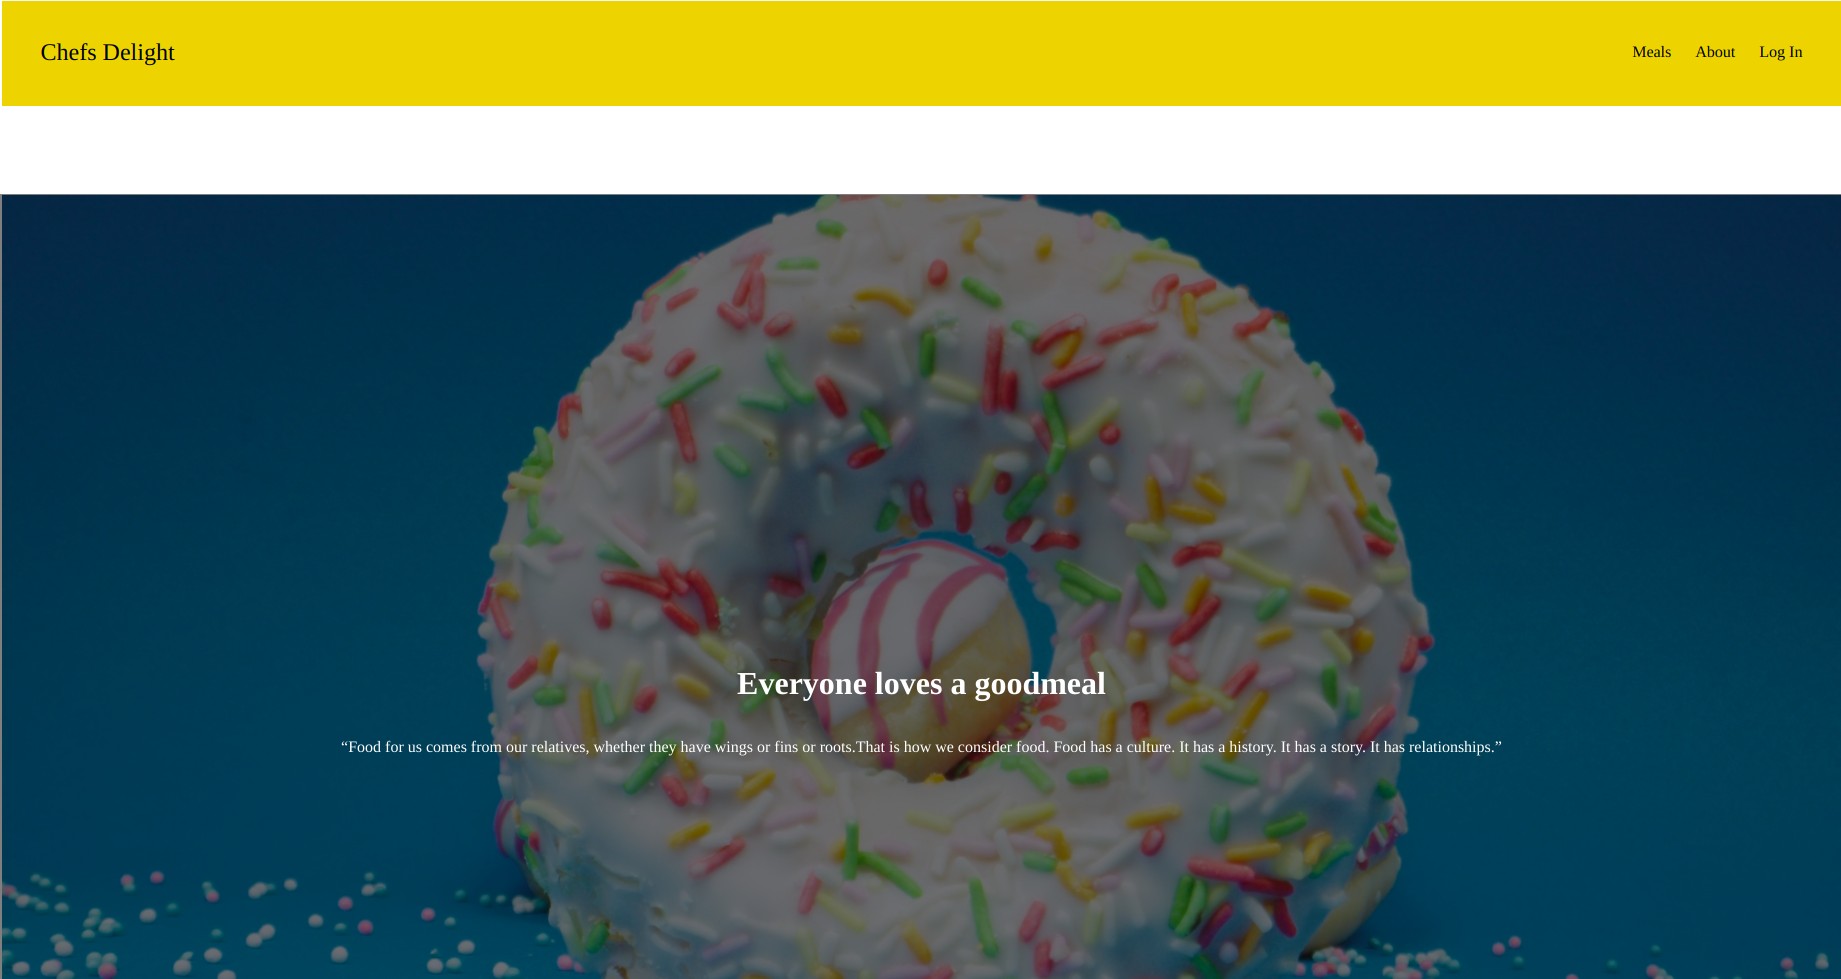 Chefs Delight
Meals About Log In
Everyone loves a goodmeal
“Food for us comes from our relatives, whether they have wings or fins or roots.That is how we consider food. Food has a culture. It has a history. It has a story. It has relationships.”